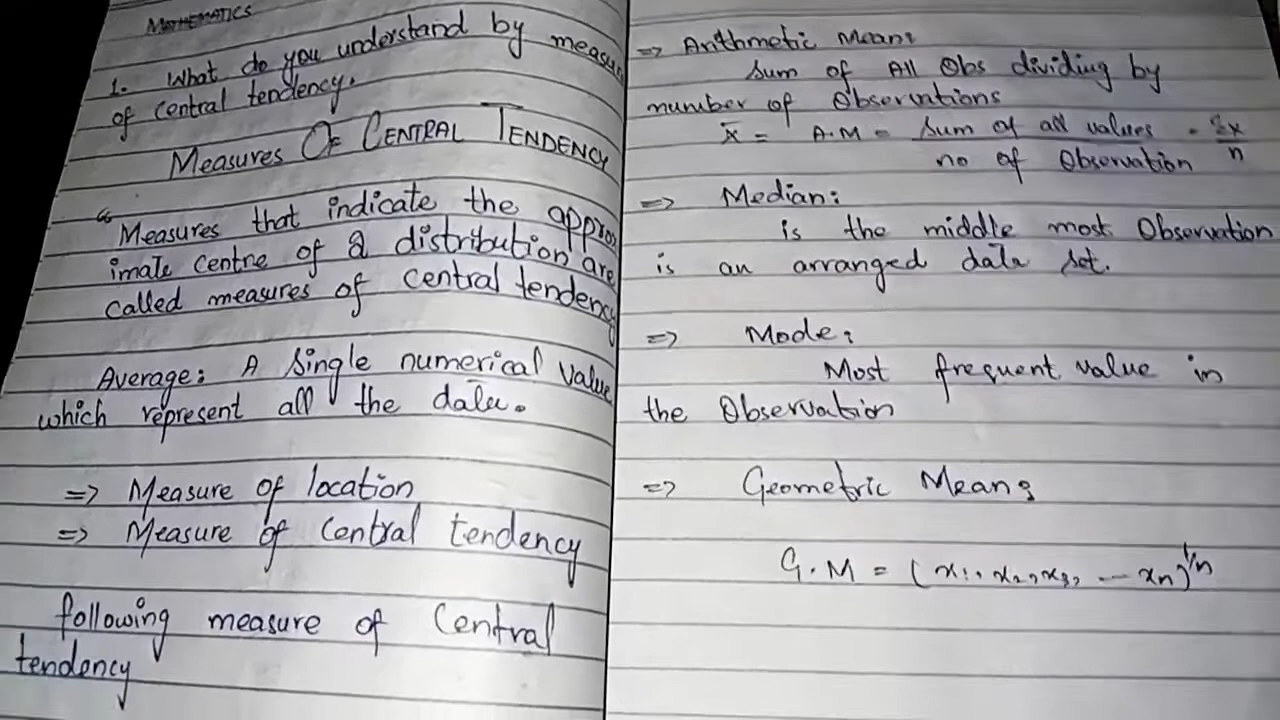 MATHEMATICS
1. What do you understand by measur
of central tendency.
MEASURES OF CENTRAL TENDENCY
"Measures that indicate the approx
imate centre of a distribution are
called measures of central tendency
Average: A single numerical value
which represent all the data.
=> Measure of location
=> Measure of Central tendency
following measure of Central
tendency
=> Arithmetic Mean:
Sum of All Obs dividing by
number of Observations
x̄ = A.M = Sum of all values = Σx
no of Observation n
=> Median:
is the middle most Observation
is an arranged data set.
=> Mode:
Most frequent value in
the Observation
=> Geometric Mean:
G.M = (x1, x2, x3, --- xn)^1/n